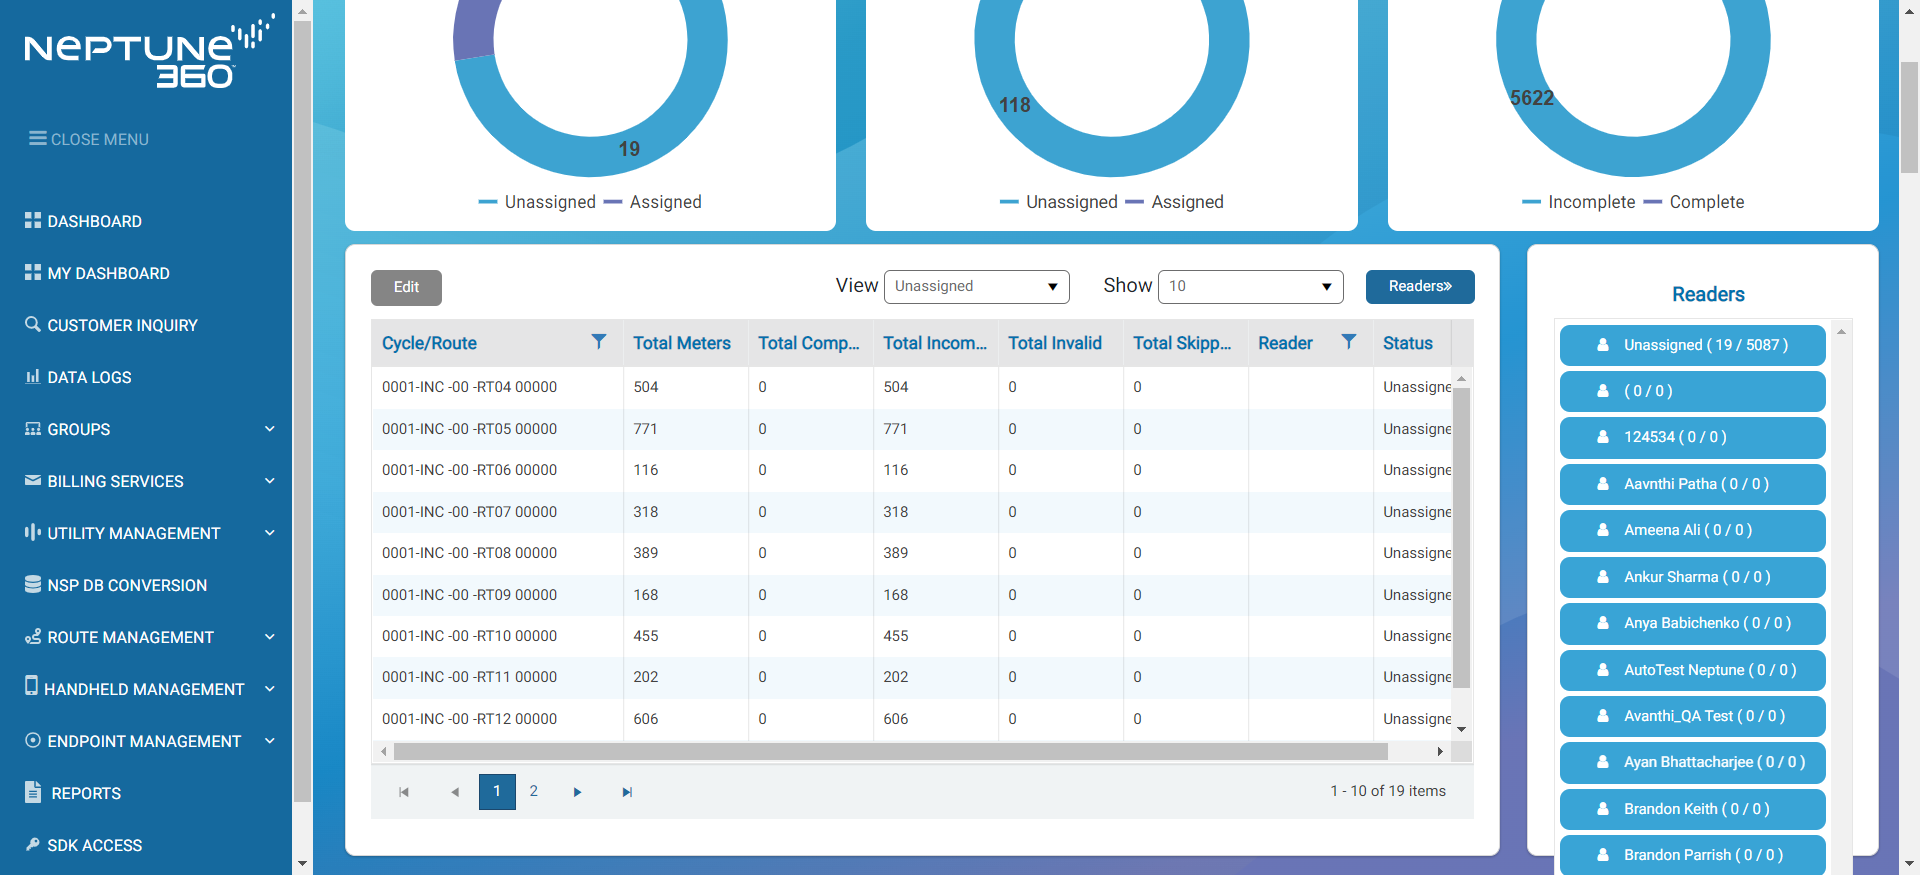 NEPTUNE
360
CLOSE MENU
DASHBOARD
MY DASHBOARD
CUSTOMER INQUIRY
DATA LOGS
GROUPS
BILLING SERVICES
UTILITY MANAGEMENT
NSP DB CONVERSION
ROUTE MANAGEMENT
HANDHELD MANAGEMENT
ENDPOINT MANAGEMENT
REPORTS
SDK ACCESS
19
Unassigned Assigned
118
Unassigned Assigned
5622
Incomplete Complete
Edit View Unassigned Show 10 Readers»
Cycle/Route Total Meters Total Comp... Total Incom... Total Invalid Total Skipp... Reader Status
0001-INC -00 -RT04 00000 504 0 504 0 0 Unassigne
0001-INC -00 -RT05 00000 771 0 771 0 0 Unassigne
0001-INC -00 -RT06 00000 116 0 116 0 0 Unassigne
0001-INC -00 -RT07 00000 318 0 318 0 0 Unassigne
0001-INC -00 -RT08 00000 389 0 389 0 0 Unassigne
0001-INC -00 -RT09 00000 168 0 168 0 0 Unassigne
0001-INC -00 -RT10 00000 455 0 455 0 0 Unassigne
0001-INC -00 -RT11 00000 202 0 202 0 0 Unassigne
0001-INC -00 -RT12 00000 606 0 606 0 0 Unassigne
1 2 1 - 10 of 19 items
Readers
Unassigned ( 19 / 5087 )
( 0 / 0 )
124534 ( 0 / 0 )
Aavnthi Patha ( 0 / 0 )
Ameena Ali ( 0 / 0 )
Ankur Sharma ( 0 / 0 )
Anya Babichenko ( 0 / 0 )
AutoTest Neptune ( 0 / 0 )
Avanthi_QA Test ( 0 / 0 )
Ayan Bhattacharjee ( 0 / 0 )
Brandon Keith ( 0 / 0 )
Brandon Parrish ( 0 / 0 )